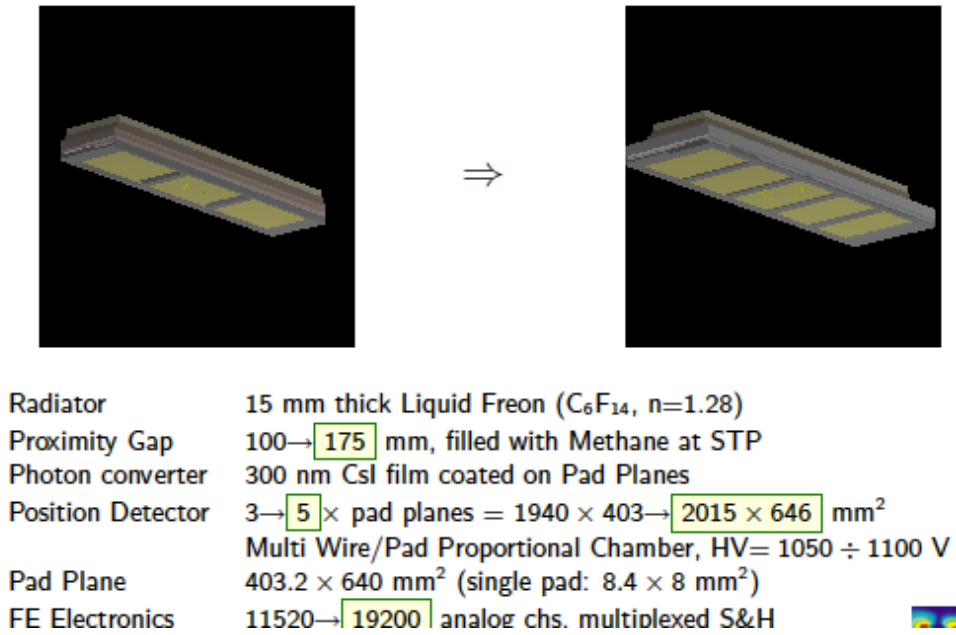 ⇒
Radiator 15 mm thick Liquid Freon (C₆F₁₄, n=1.28)
Proximity Gap 100→ 175 mm, filled with Methane at STP
Photon converter 300 nm CsI film coated on Pad Planes
Position Detector 3→ 5 × pad planes = 1940 × 403→ 2015 × 646 mm²
Multi Wire/Pad Proportional Chamber, HV= 1050 ÷ 1100 V
Pad Plane 403.2 × 640 mm² (single pad: 8.4 × 8 mm²)
FE Electronics 11520→ 19200 analog chs. multiplexed S&H